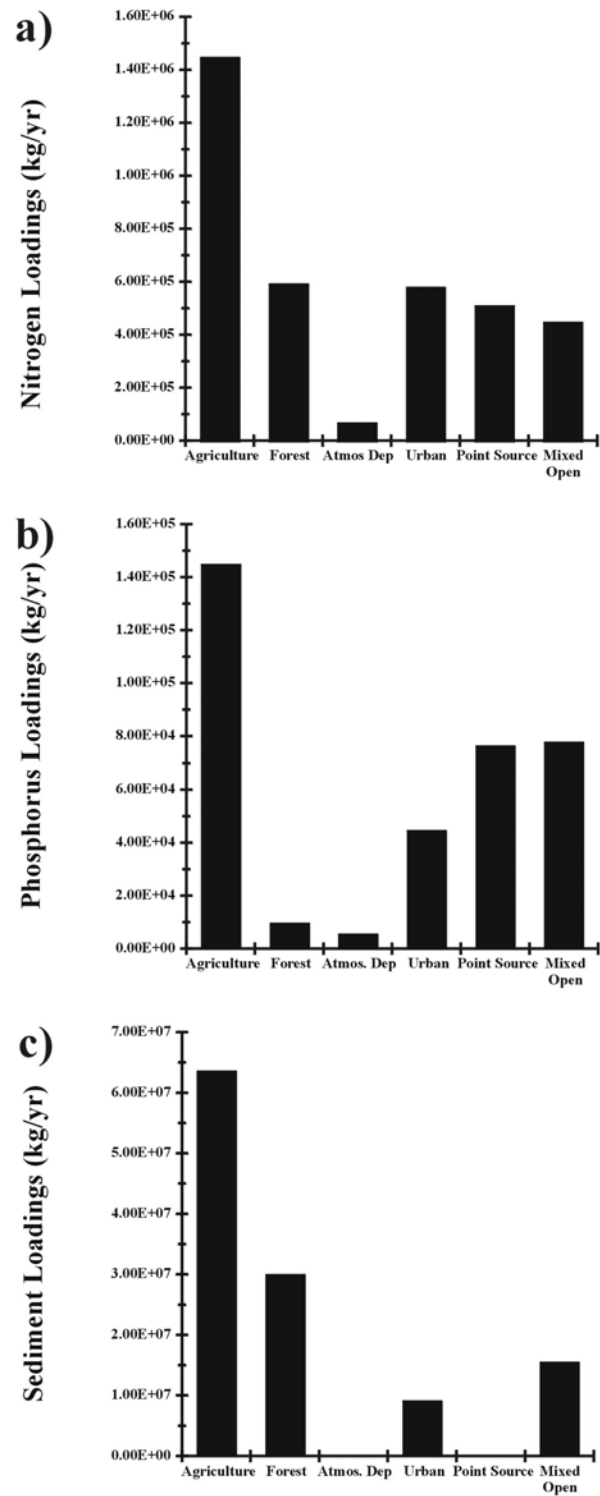 a)
Nitrogen Loadings (kg/yr)
1.60E+06
1.40E+06
1.20E+06
1.00E+06
8.00E+05
6.00E+05
4.00E+05
2.00E+05
0.00E+00
Agriculture Forest Atmos Dep Urban Point Source Mixed
Open
b)
Phosphorus Loadings (kg/yr)
1.60E+05
1.40E+05
1.20E+05
1.00E+05
8.00E+04
6.00E+04
4.00E+04
2.00E+04
0.00E+00
Agriculture Forest Atmos. Dep Urban Point Source Mixed
Open
c)
Sediment Loadings (kg/yr)
7.00E+07
6.00E+07
5.00E+07
4.00E+07
3.00E+07
2.00E+07
1.00E+07
0.00E+00
Agriculture Forest Atmos. Dep Urban Point Source Mixed
Open